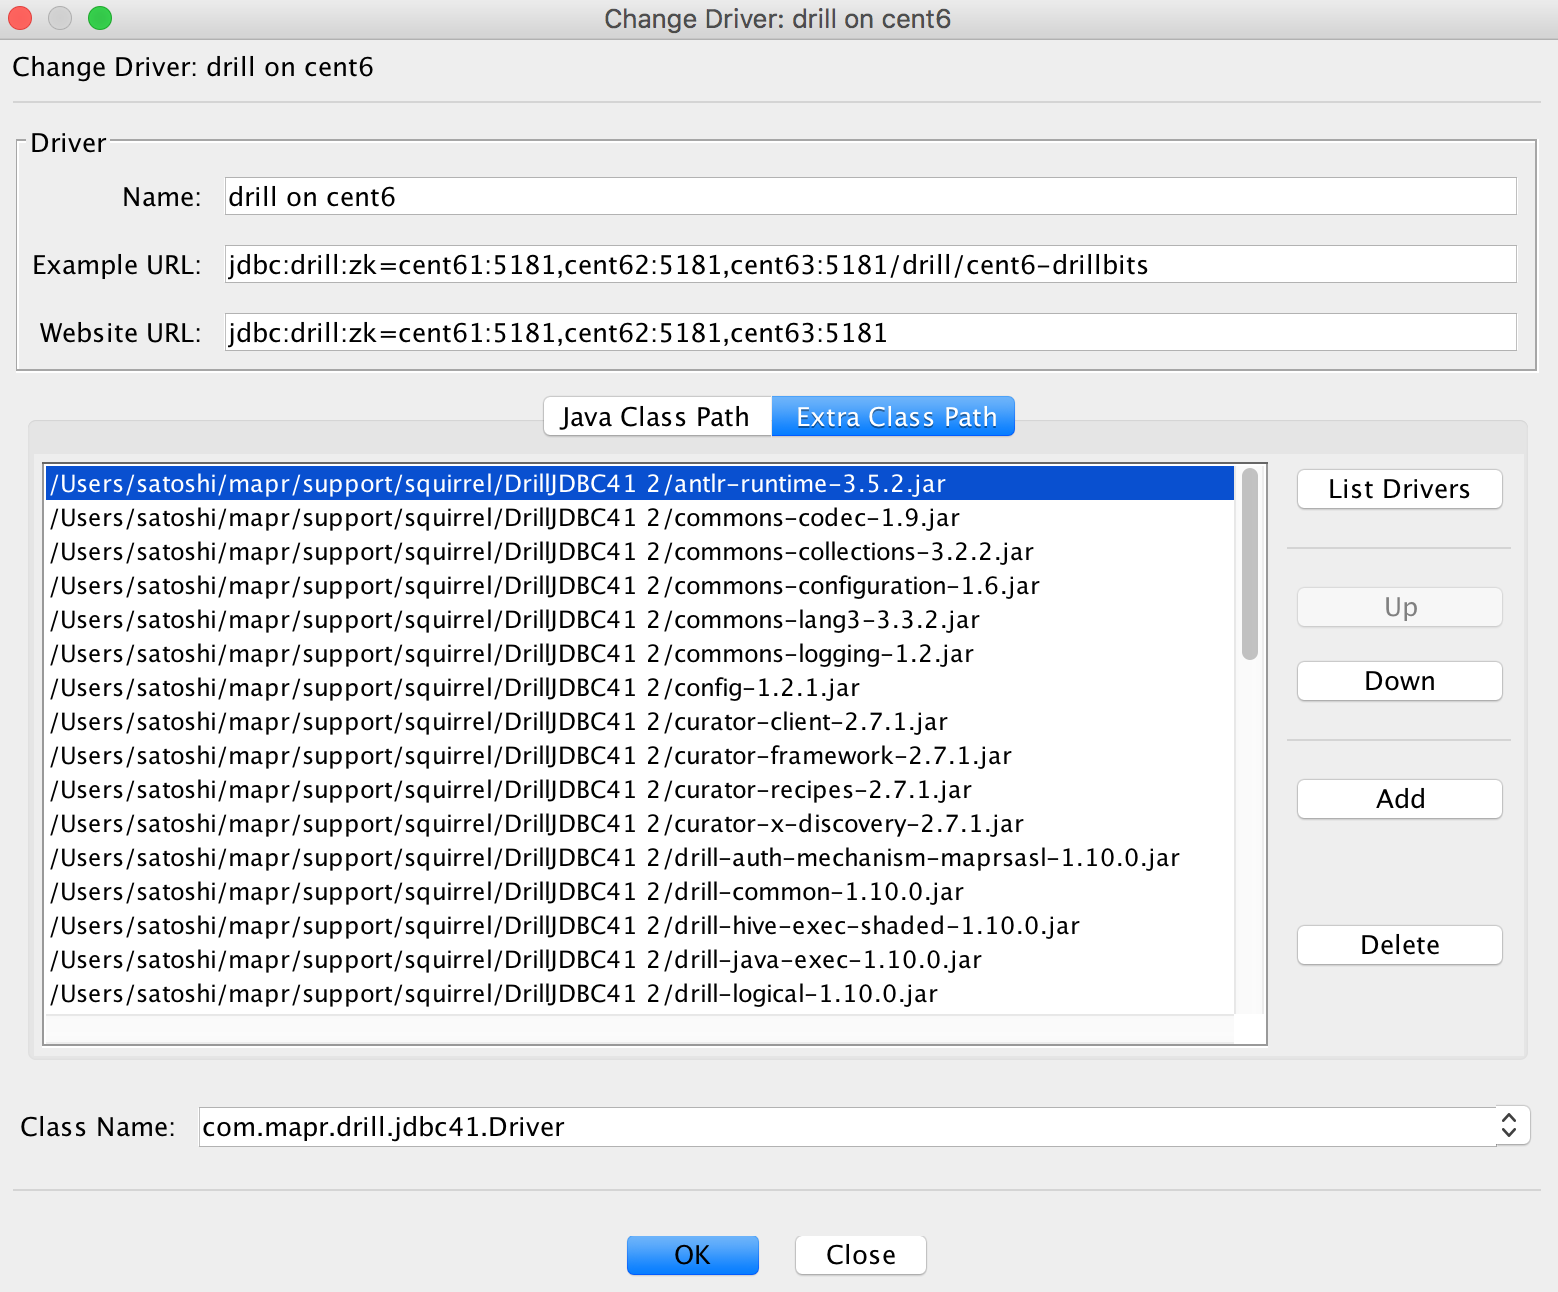 Change Driver: drill on cent6
Change Driver: drill on cent6
Driver
Name: drill on cent6
Example URL: jdbc:drill:zk=cent61:5181,cent62:5181,cent63:5181/drill/cent6-drillbits
Website URL: jdbc:drill:zk=cent61:5181,cent62:5181,cent63:5181
Java Class Path Extra Class Path
/Users/satoshi/mapr/support/squirrel/DrillJDBC41 2/antlr-runtime-3.5.2.jar
/Users/satoshi/mapr/support/squirrel/DrillJDBC41 2/commons-codec-1.9.jar
/Users/satoshi/mapr/support/squirrel/DrillJDBC41 2/commons-collections-3.2.2.jar
/Users/satoshi/mapr/support/squirrel/DrillJDBC41 2/commons-configuration-1.6.jar
/Users/satoshi/mapr/support/squirrel/DrillJDBC41 2/commons-lang3-3.3.2.jar
/Users/satoshi/mapr/support/squirrel/DrillJDBC41 2/commons-logging-1.2.jar
/Users/satoshi/mapr/support/squirrel/DrillJDBC41 2/config-1.2.1.jar
/Users/satoshi/mapr/support/squirrel/DrillJDBC41 2/curator-client-2.7.1.jar
/Users/satoshi/mapr/support/squirrel/DrillJDBC41 2/curator-framework-2.7.1.jar
/Users/satoshi/mapr/support/squirrel/DrillJDBC41 2/curator-recipes-2.7.1.jar
/Users/satoshi/mapr/support/squirrel/DrillJDBC41 2/curator-x-discovery-2.7.1.jar
/Users/satoshi/mapr/support/squirrel/DrillJDBC41 2/drill-auth-mechanism-maprsasl-1.10.0.jar
/Users/satoshi/mapr/support/squirrel/DrillJDBC41 2/drill-common-1.10.0.jar
/Users/satoshi/mapr/support/squirrel/DrillJDBC41 2/drill-hive-exec-shaded-1.10.0.jar
/Users/satoshi/mapr/support/squirrel/DrillJDBC41 2/drill-java-exec-1.10.0.jar
/Users/satoshi/mapr/support/squirrel/DrillJDBC41 2/drill-logical-1.10.0.jar
List Drivers
Up
Down
Add
Delete
Class Name: com.mapr.drill.jdbc41.Driver
OK Close